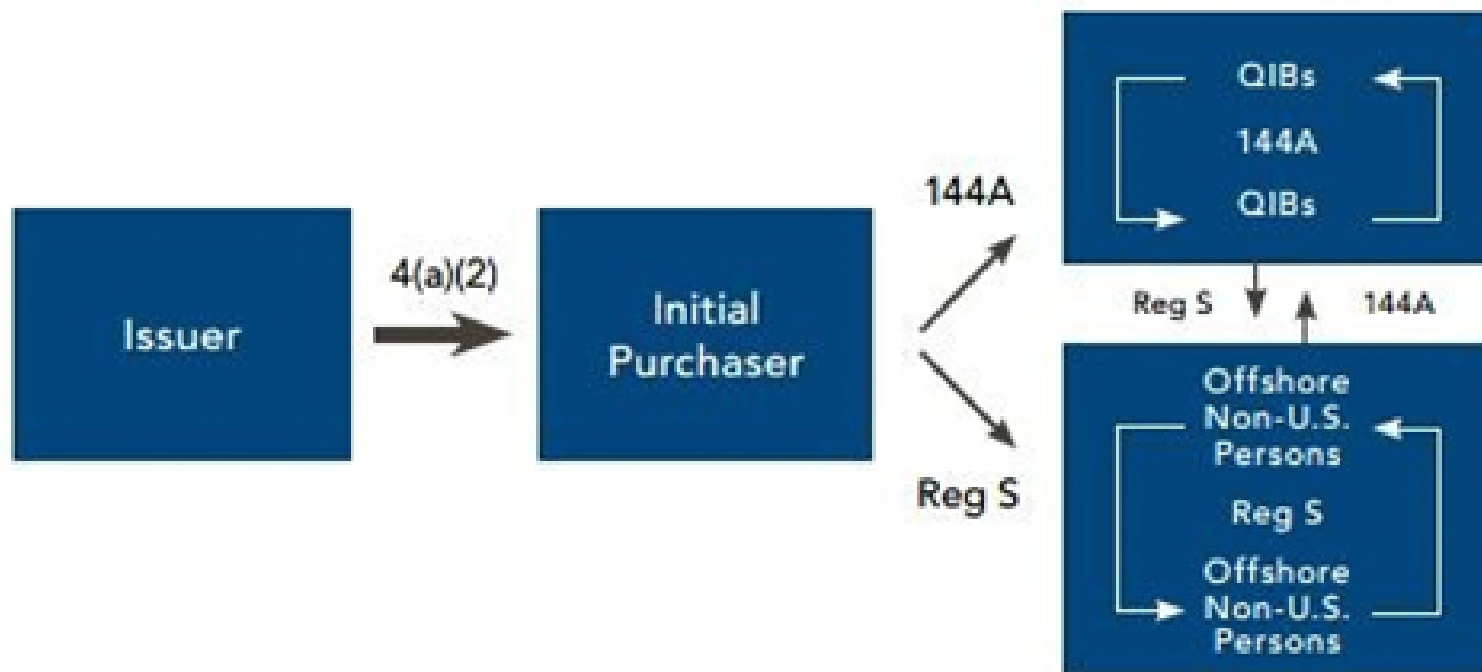 Issuer
4(a)(2)
Initial
Purchaser
144A
Reg S
QIBs
144A
QIBs
Reg S
144A
Offshore
Non-U.S.
Persons
Reg S
Offshore
Non-U.S.
Persons